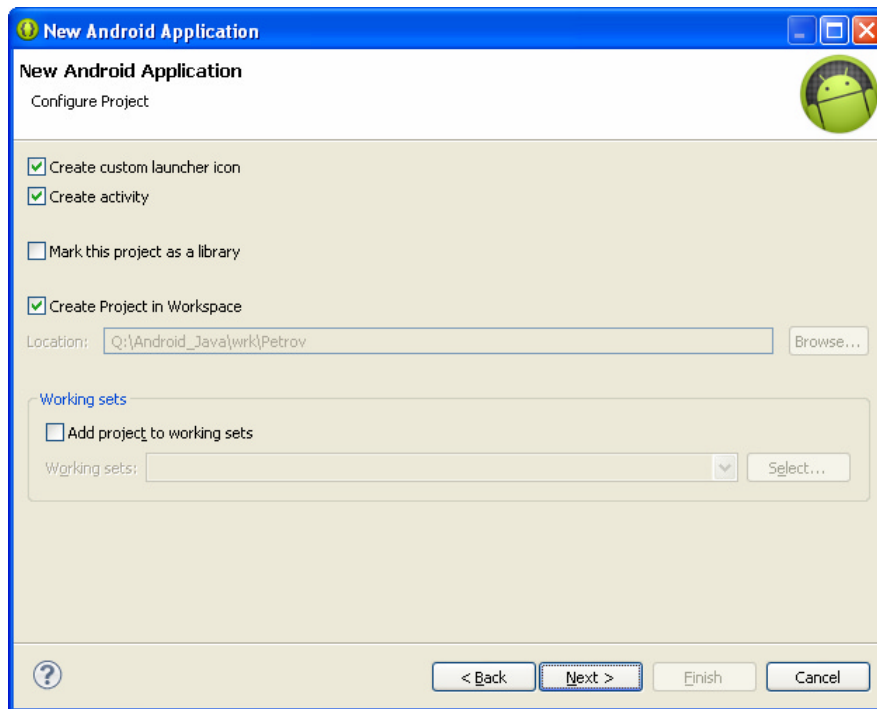 New Android Application
New Android Application
Configure Project
Create custom launcher icon
Create activity
Mark this project as a library
Create Project in Workspace
Location: Q:\Android_Java\wrk\Petrov Browse...
Working sets
Add project to working sets
Working sets: Select...
? < Back Next > Finish Cancel